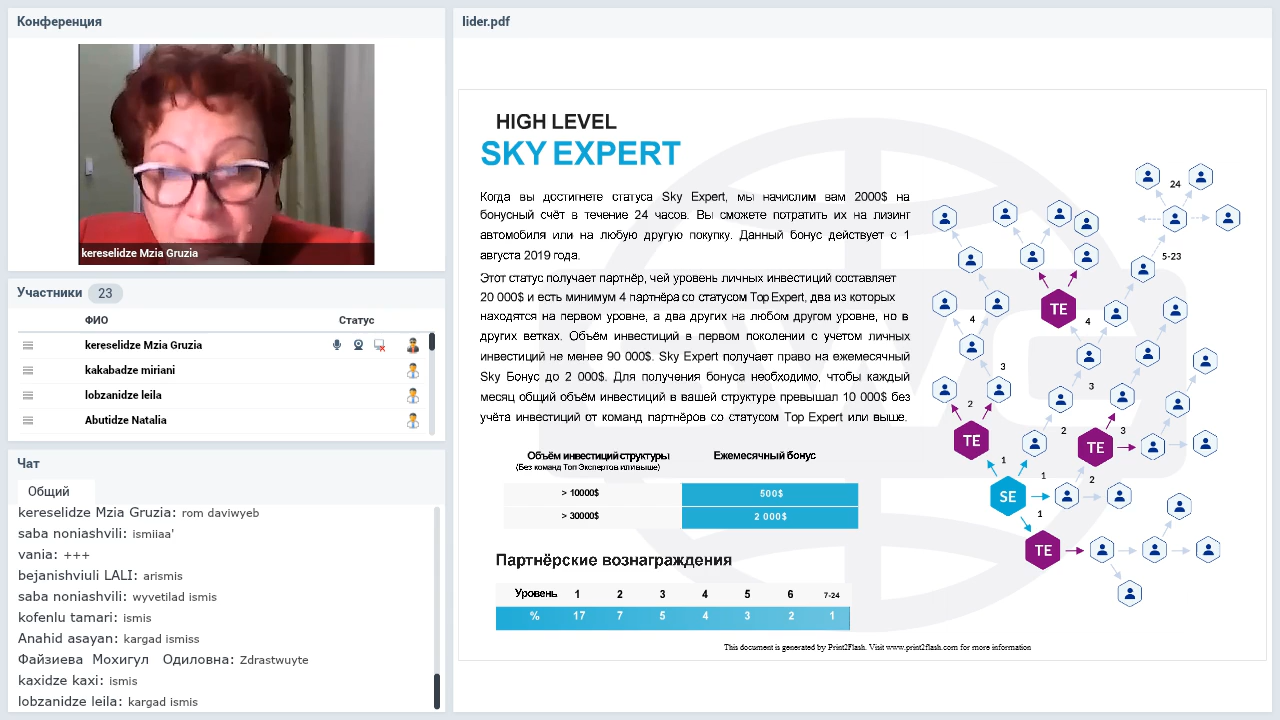 Конференция
kereselidze Mzia Gruzia
Участники 23
ФИО Статус
kereselidze Mzia Gruzia
kakabadze miriani
lobzanidze leila
Abutidze Natalia
Чат
Общий
kereselidze Mzia Gruzia: rom daviwyeb
saba noniashvili: ismiiaa'
vania: +++
bejanishviuli LALI: arismis
saba noniashvili: wyvetilad ismis
kofenlu tamari: ismis
Anahid asayan: kargad ismiss
Файзиева Мохигул Одиловна: Zdrastwuyte
kaxidze kaxi: ismis
lobzanidze leila: kargad ismis
lider.pdf
HIGH LEVEL
SKY EXPERT
Когда вы достигнете статуса Sky Expert, мы начислим вам 2000$ на
бонусный счёт в течение 24 часов. Вы сможете потратить их на лизинг
автомобиля или на любую другую покупку. Данный бонус действует с 1
августа 2019 года.
Этот статус получает партнёр, чей уровень личных инвестиций составляет
20 000$ и есть минимум 4 партнёра со статусом Top Expert, два из которых
находятся на первом уровне, а два других на любом другом уровне, но в
других ветках. Объём инвестиций в первом поколении с учетом личных
инвестиций не менее 90 000$. Sky Expert получает право на ежемесячный
Sky Бонус до 2 000$. Для получения бонуса необходимо, чтобы каждый
месяц общий объём инвестиций в вашей структуре превышал 10 000$ без
учёта инвестиций от команд партнёров со статусом Top Expert или выше.
Объём инвестиций структуры Ежемесячный бонус
(Без команд Топ Экспертов или выше)
> 10000$ 500$
> 30000$ 2 000$
Партнёрские вознаграждения
Уровень 1 2 3 4 5 6 7-24
% 17 7 5 4 3 2 1
24
5-23
TE
4
4
3
3
2
TE
2
TE
3
1
1
2
SE
1
TE
This document is generated by Print2Flash. Visit www.print2flash.com for more information